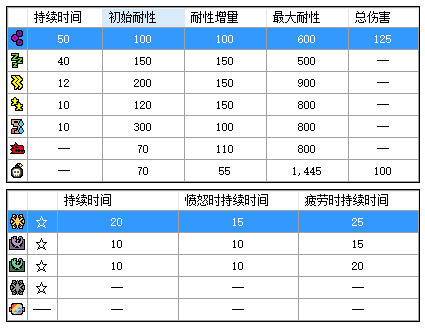 持续时间 初始耐性 耐性增量 最大耐性 总伤害
50 100 100 600 125
40 150 150 500 —
12 200 150 900 —
10 120 150 800 —
10 300 100 800 —
— 70 110 800 —
— 70 55 1,445 100
持续时间 愤怒时持续时间 疲劳时持续时间
☆ 20 15 25
☆ 10 10 15
☆ 10 10 20
☆ — — —
— — — —